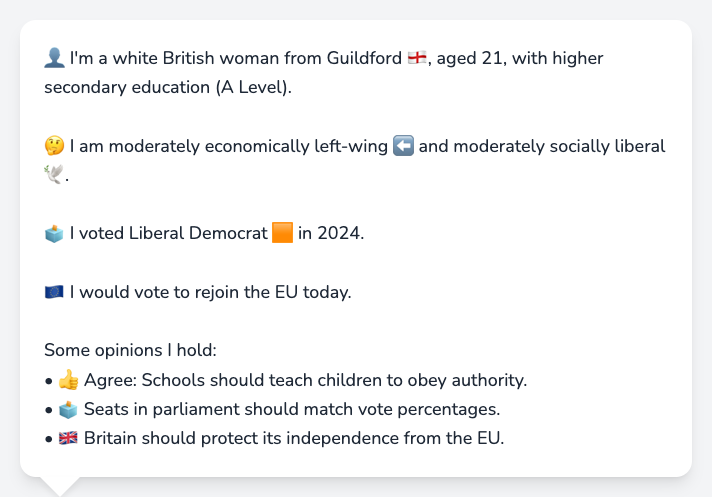 👤 I'm a white British woman from Guildford 🏴󠁧󠁢󠁥󠁮󠁧󠁿, aged 21, with higher
secondary education (A Level).
🤔 I am moderately economically left-wing ⬅️ and moderately socially liberal
🕊️.
🗳️ I voted Liberal Democrat 🟧 in 2024.
🇪🇺 I would vote to rejoin the EU today.
Some opinions I hold:
• 👍 Agree: Schools should teach children to obey authority.
• 🗳️ Seats in parliament should match vote percentages.
• 🇬🇧 Britain should protect its independence from the EU.